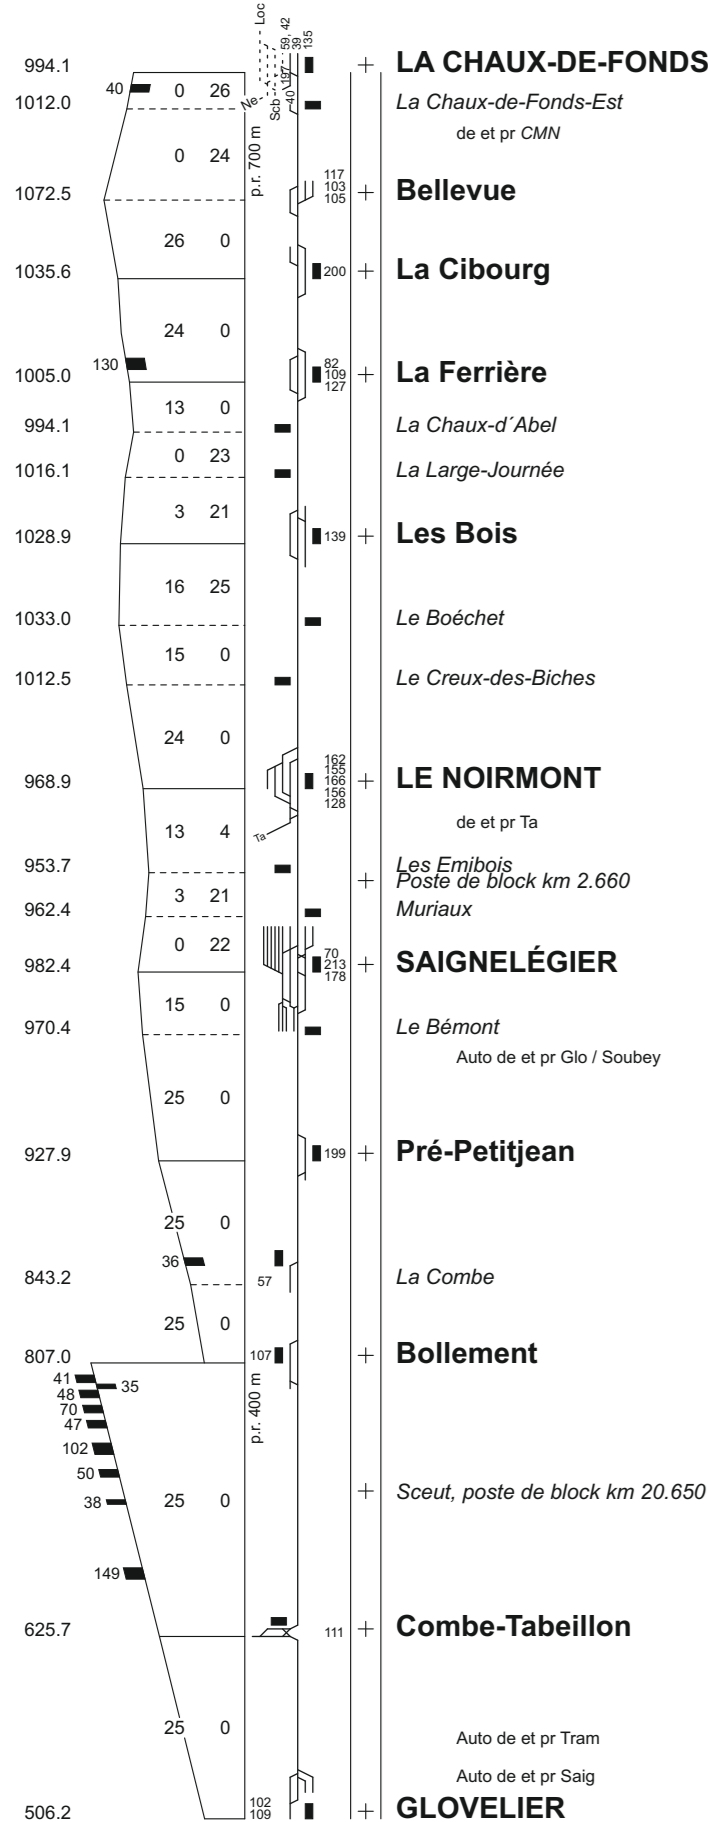 Loc
59, 42
39
135
994.1
LA CHAUX-DE-FONDS
40
0 26
197
Ne
Scb
40
1012.0
La Chaux-de-Fonds-Est
de et pr CMN
0 24
p.r. 700 m
117
103
105
1072.5
Bellevue
26 0
1035.6
200
La Cibourg
24 0
130
82
109
127
1005.0
La Ferrière
13 0
994.1
La Chaux-d´Abel
0 23
1016.1
La Large-Journée
3 21
1028.9
139
Les Bois
16 25
1033.0
Le Boéchet
15 0
1012.5
Le Creux-des-Biches
24 0
162
155
166
156
128
968.9
LE NOIRMONT
de et pr Ta
13 4
Ta
953.7
Les Emibois
Poste de block km 2.660
3 21
962.4
Muriaux
0 22
70
213
178
982.4
SAIGNELÉGIER
15 0
970.4
Le Bémont
Auto de et pr Glo / Soubey
25 0
927.9
199
Pré-Petitjean
25 0
36
843.2
57
La Combe
25 0
807.0
107
Bollement
41
35
48
70
47
102
50
38
149
p.r. 400 m
25 0
Sceut, poste de block km 20.650
625.7
111
Combe-Tabeillon
25 0
Auto de et pr Tram
Auto de et pr Saig
102
109
506.2
GLOVELIER